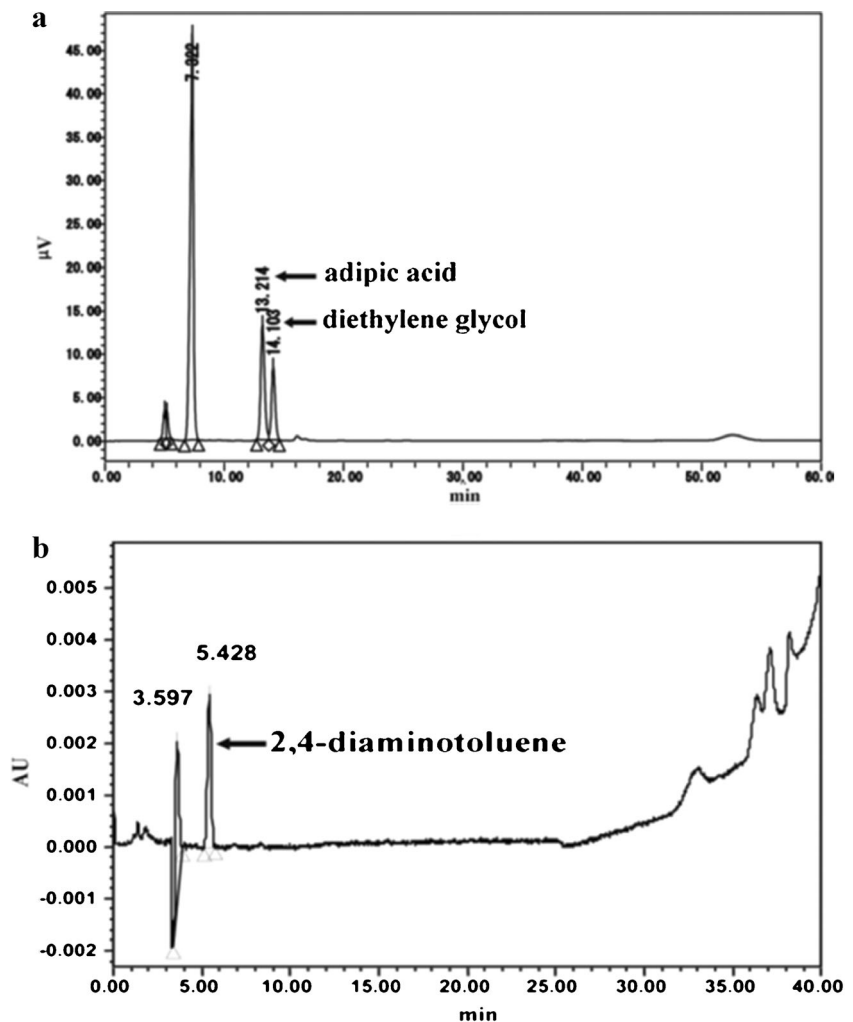 a
45.00
40.00
35.00
30.00
25.00
20.00
15.00
10.00
5.00
0.00
μV
7.022
13.214
14.103
adipic acid
diethylene glycol
0.00 10.00 20.00 30.00 40.00 50.00 60.00
min
b
0.005
0.004
0.003
0.002
0.001
0.000
-0.001
-0.002
AU
3.597
5.428
2,4-diaminotoluene
0.00 5.00 10.00 15.00 20.00 25.00 30.00 35.00 40.00
min